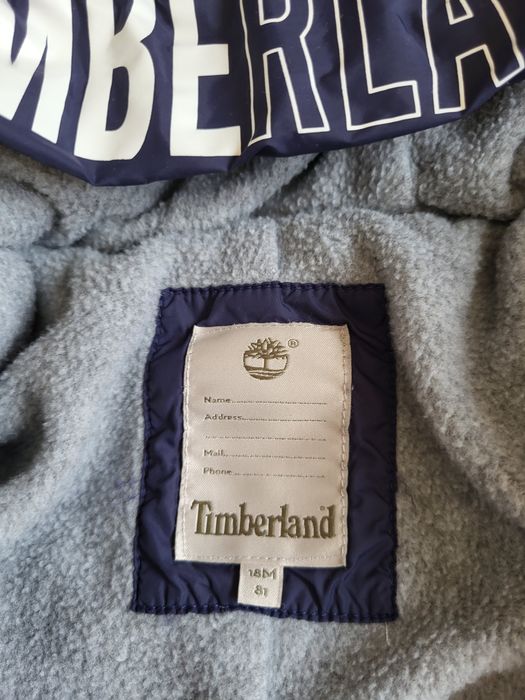 MBERLA
®
Name
Address
Mail
Phone
Timberland
18M
81